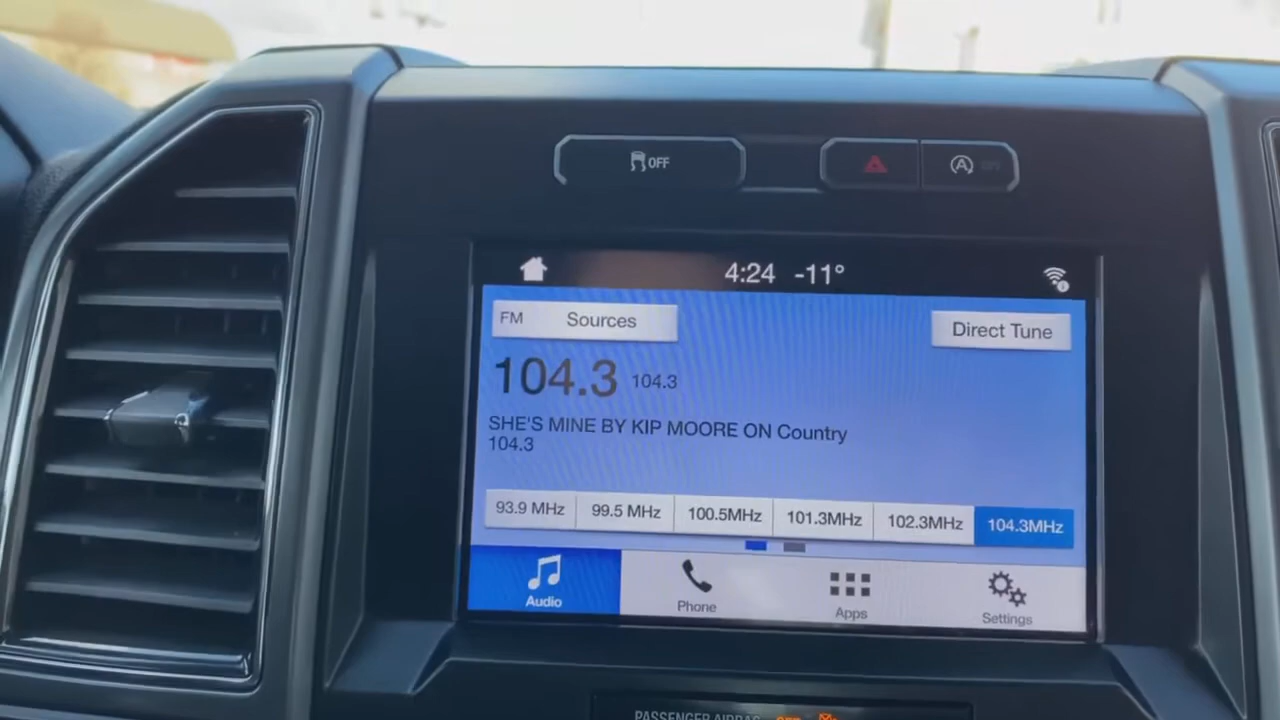 OFF
A
4:24 -11°
FM Sources
Direct Tune
104.3 104.3
SHE'S MINE BY KIP MOORE ON Country
104.3
93.9 MHz 99.5 MHz 100.5MHz 101.3MHz 102.3MHz 104.3MHz
Audio Phone Apps Settings
PASSENGER AIRBAG OFF